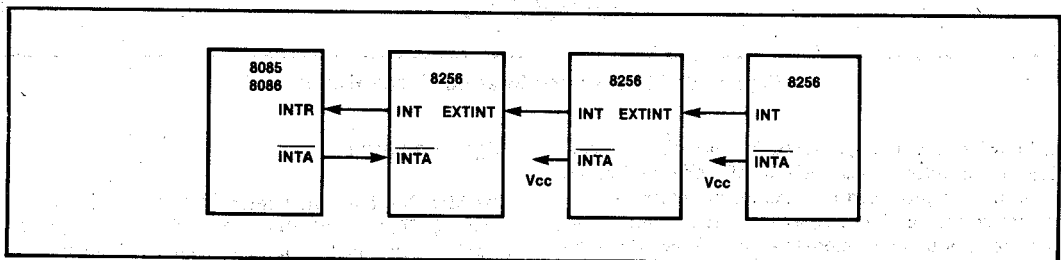 8085
8086
INTR
INTA
8256
INT EXTINT
INTA
8256
INT EXTINT
INTA
Vcc
8256
INT
INTA
Vcc